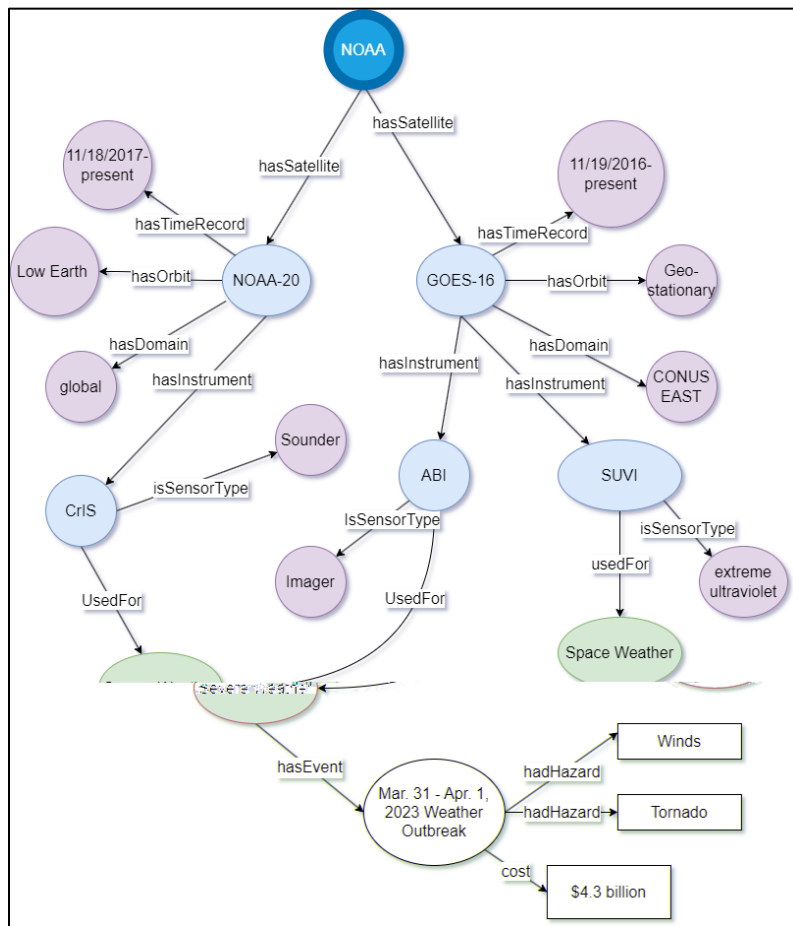 NOAA
hasSatellite
hasSatellite
11/18/2017-
present
11/19/2016-
present
hasTimeRecord
hasTimeRecord
Low Earth
hasOrbit
NOAA-20
GOES-16
hasOrbit
Geo-
stationary
hasDomain
hasDomain
global
hasInstrument
hasInstrument
hasInstrument
CONUS
EAST
Sounder
CrIS
isSensorType
ABI
SUVI
IsSensorType
isSensorType
Imager
usedFor
extreme
ultraviolet
UsedFor
UsedFor
Space Weather
hasEvent
Mar. 31 - Apr. 1,
2023 Weather
Outbreak
hadHazard
Winds
hadHazard
Tornado
cost
$4.3 billion